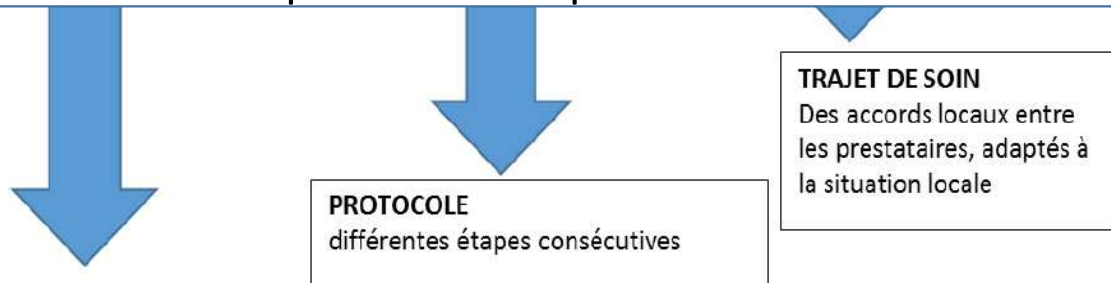 TRAJET DE SOIN
Des accords locaux entre
les prestataires, adaptés à
la situation locale
PROTOCOLE
différentes étapes consécutives